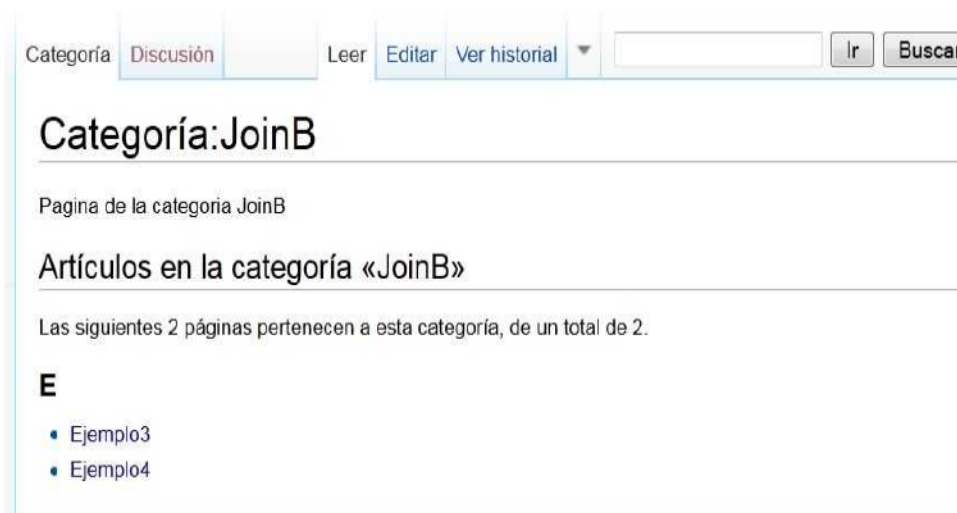 Categoría Discusión Leer Editar Ver historial Ir Buscar
Categoría:JoinB
Pagina de la categoria JoinB
Artículos en la categoría «JoinB»
Las siguientes 2 páginas pertenecen a esta categoría, de un total de 2.
E
Ejemplo3
Ejemplo4